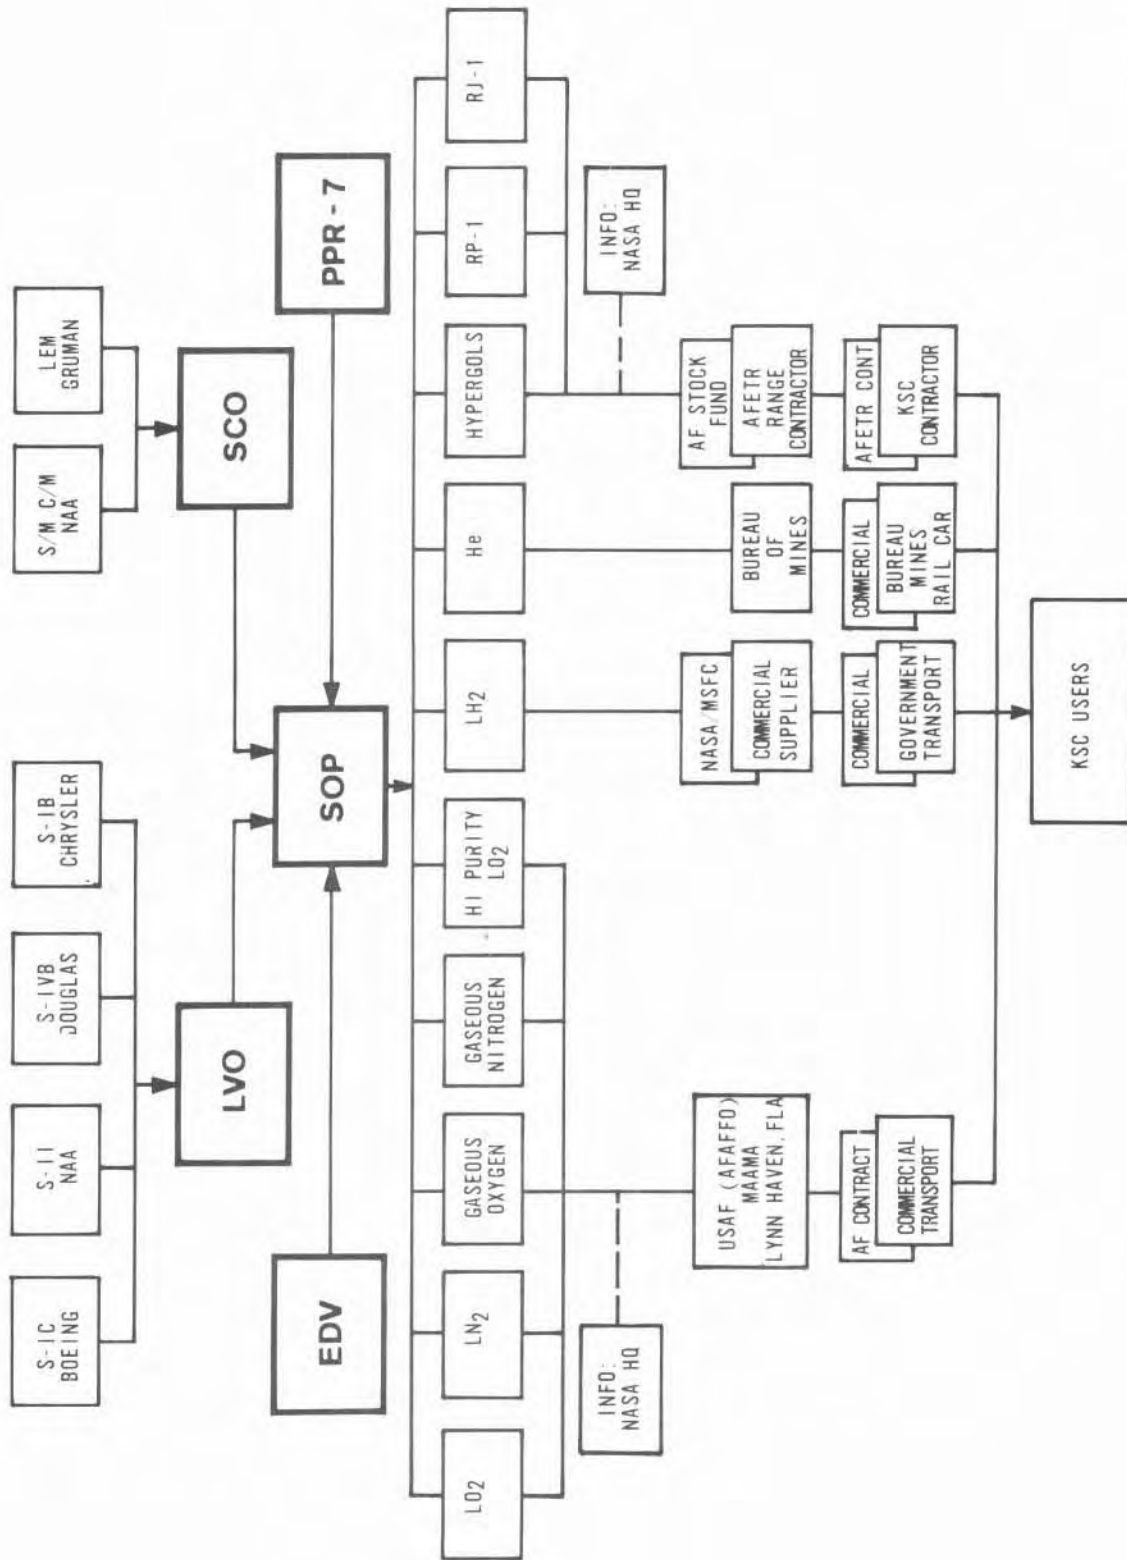 S-IC
BOEING
S-II
NAA
S-IVB
DOUGLAS
S-IB
CHRYSLER
S/M C/M
NAA
LEM
GRUMAN
LVO
SCO
EDV
SOP
PPR-7
LO2
LN2
GASEOUS
OXYGEN
GASEOUS
NITROGEN
HI PURITY
LO2
LH2
He
HYPERGOLS
RP-1
RJ-1
INFO:
NASA HQ
INFO:
NASA HQ
USAF (AFAFFO)
MAAMA
LYNN HAVEN, FLA
NASA/MSFC
COMMERCIAL
SUPPLIER
BUREAU
OF
MINES
AF STOCK
FUND
AFETR
RANGE
CONTRACTOR
AF CONTRACT
COMMERCIAL
TRANSPORT
COMMERCIAL
GOVERNMENT
TRANSPORT
COMMERCIAL
BUREAU
MINES
RAIL CAR
AFETR CONT
KSC
CONTRACTOR
KSC USERS